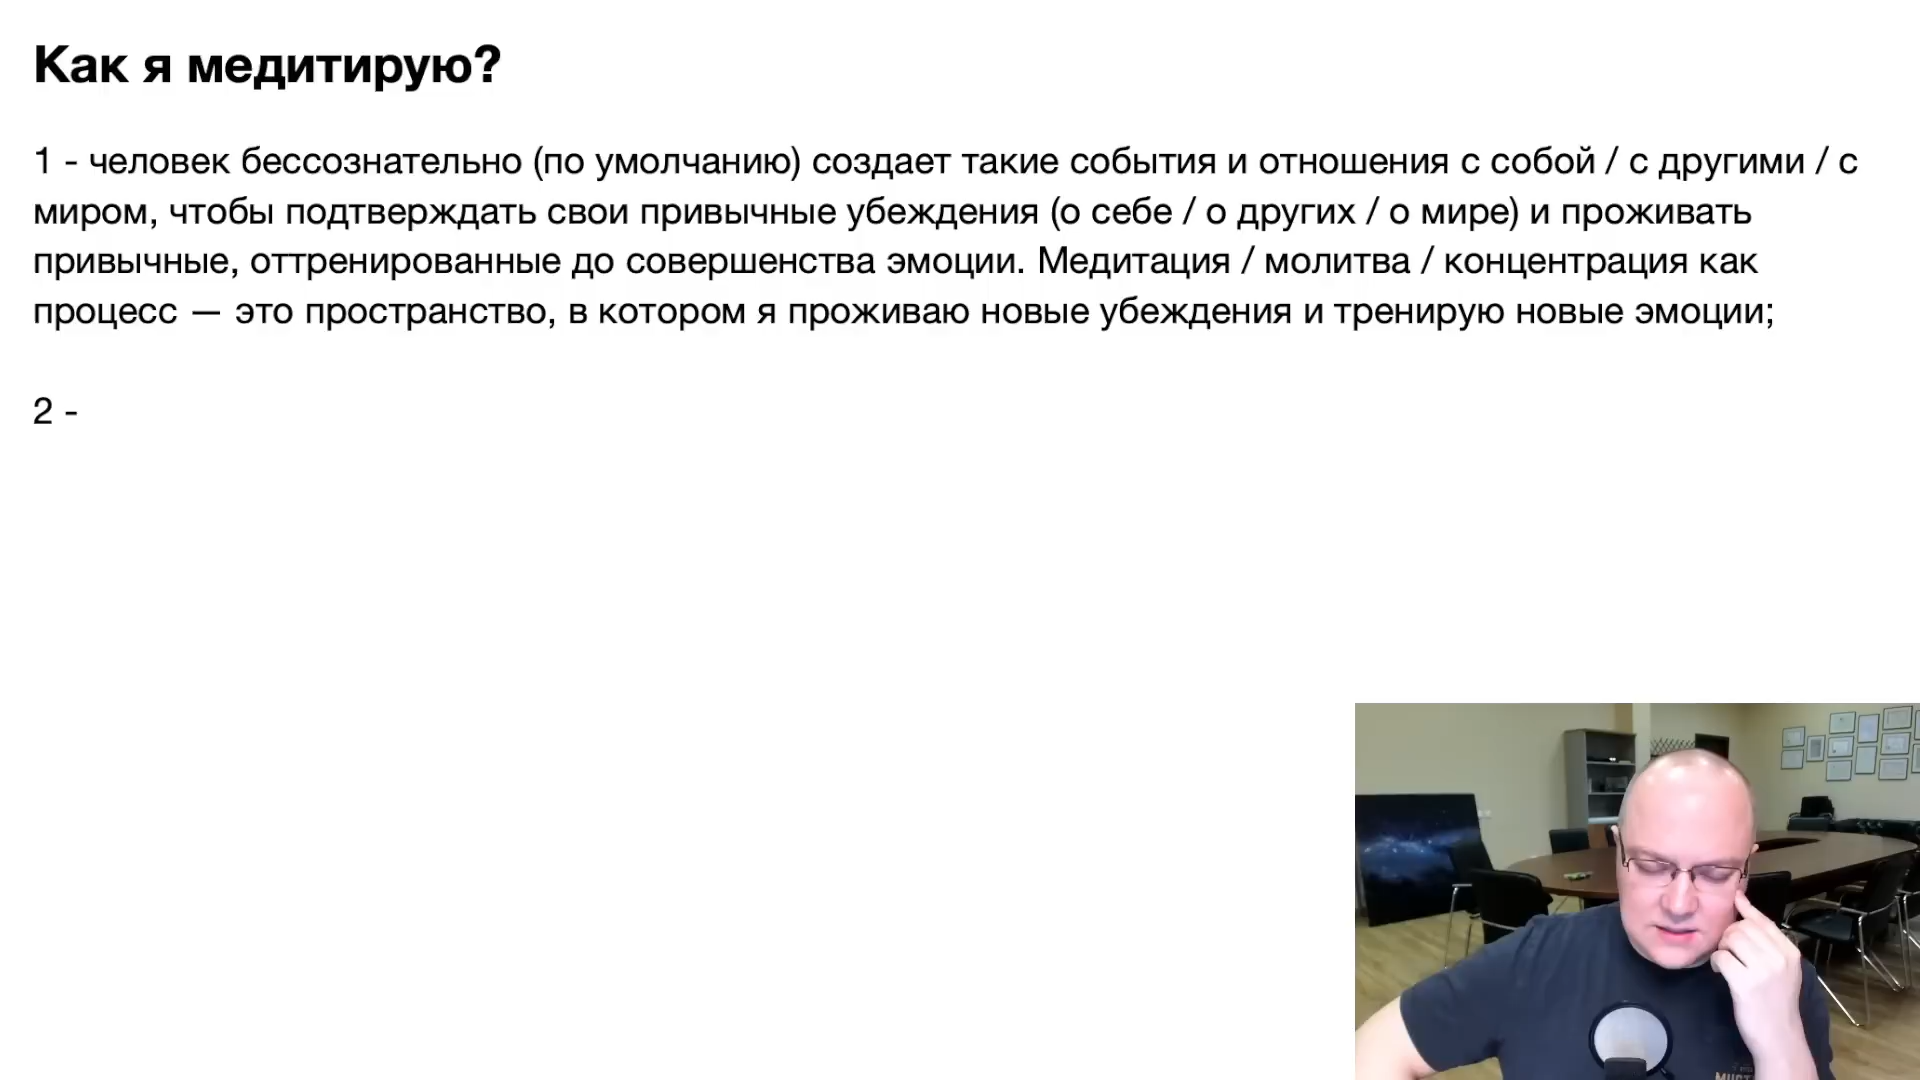 Как я медитирую?
1 - человек бессознательно (по умолчанию) создает такие события и отношения с собой / с другими / с
миром, чтобы подтверждать свои привычные убеждения (о себе / о других / о мире) и проживать
привычные, оттренированные до совершенства эмоции. Медитация / молитва / концентрация как
процесс — это пространство, в котором я проживаю новые убеждения и тренирую новые эмоции;
2 -